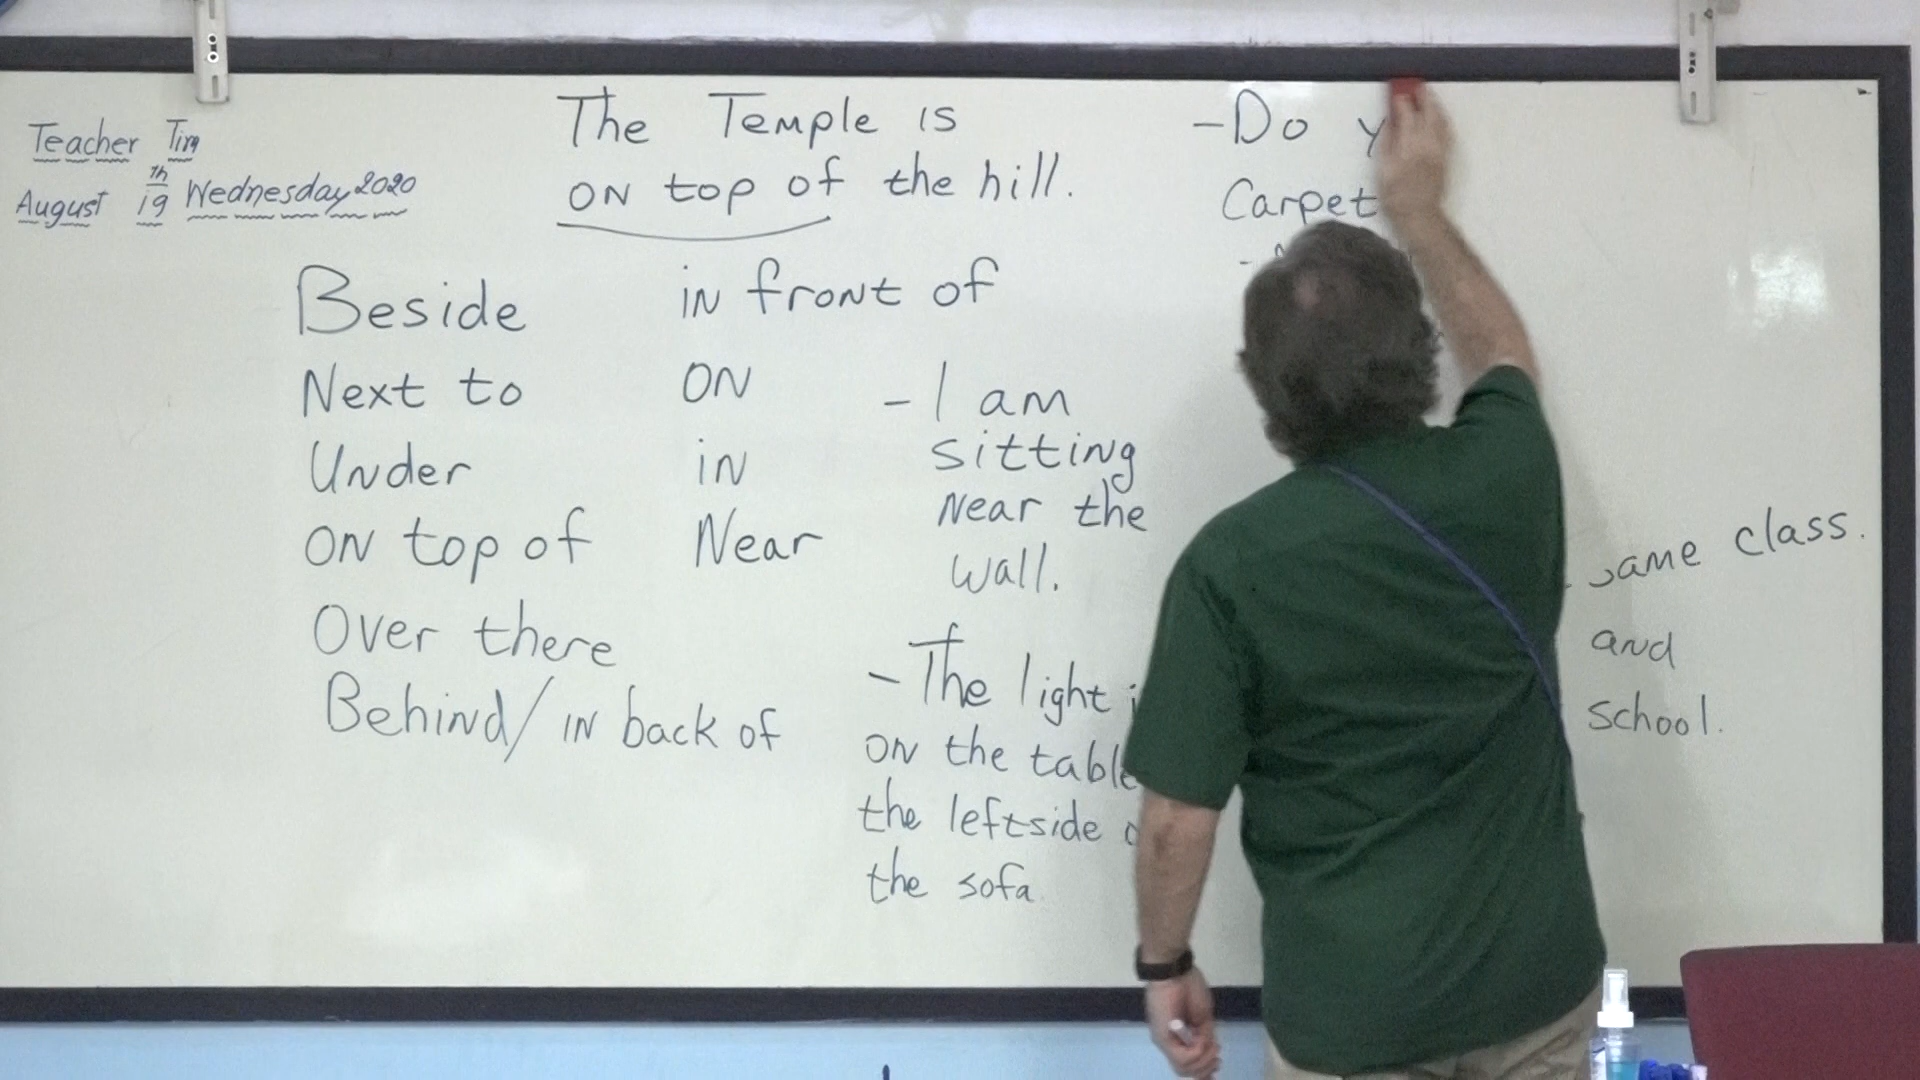 Teacher Tim
August 19th Wednesday 2020
The Temple is
on top of the hill.
Beside
Next to
Under
on top of
Over there
Behind/in back of
in front of
on
in
Near
- I am
sitting
near the
wall.
- The light
on the table
the leftside
the sofa
- Do
Carpet
same class.
and
school.